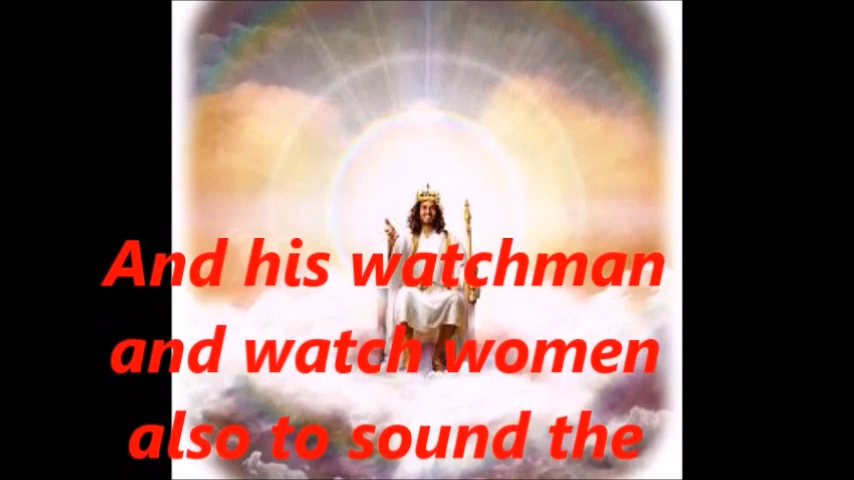 And his watchman
and watch women
also to sound the